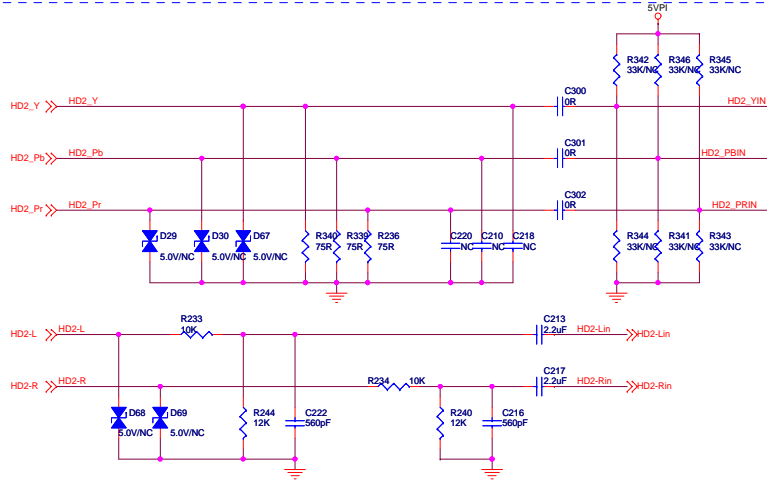 5VPI
R342
33K/NC
R346
33K/NC
R345
33K/NC
C300
0R
HD2_Y
HD2_Y
HD2_YIN
C301
0R
HD2_Pb
HD2_Pb
HD2_PBIN
C302
0R
HD2_Pr
HD2_Pr
HD2_PRIN
D29
5.0V/NC
D30
5.0V/NC
D67
5.0V/NC
R340
75R
R339
75R
R236
75R
C220
NC
C210
NC
C218
NC
R344
33K/NC
R341
33K/NC
R343
33K/NC
R233
10K
C213
2.2uF
HD2-L
HD2-L
HD2-Lin
HD2-Lin
C217
2.2uF
HD2-R
HD2-R
R234
10K
HD2-Rin
HD2-Rin
D68
5.0V/NC
D69
5.0V/NC
R244
12K
C222
560pF
R240
12K
C216
560pF